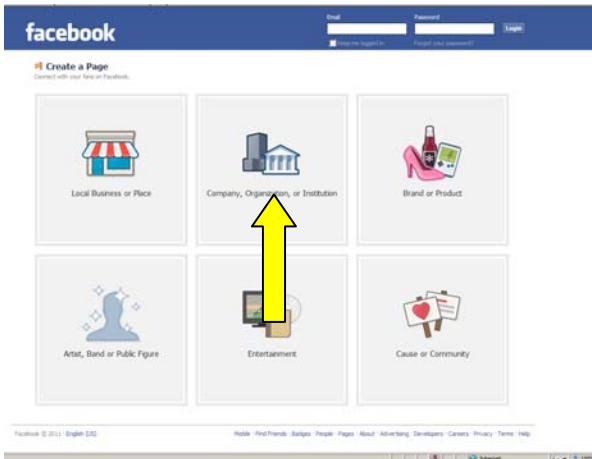 Email Password
facebook Login
Keep me logged in Forgot your password?
Create a Page
Connect with your fans on Facebook.
Local Business or Place
Company, Organization, or Institution
Brand or Product
Artist, Band or Public Figure
Entertainment
Cause or Community
Facebook © 2011 · English (US)
Mobile · Find Friends · Badges · People · Pages · About · Advertising · Developers · Careers · Privacy · Terms · Help
Internet